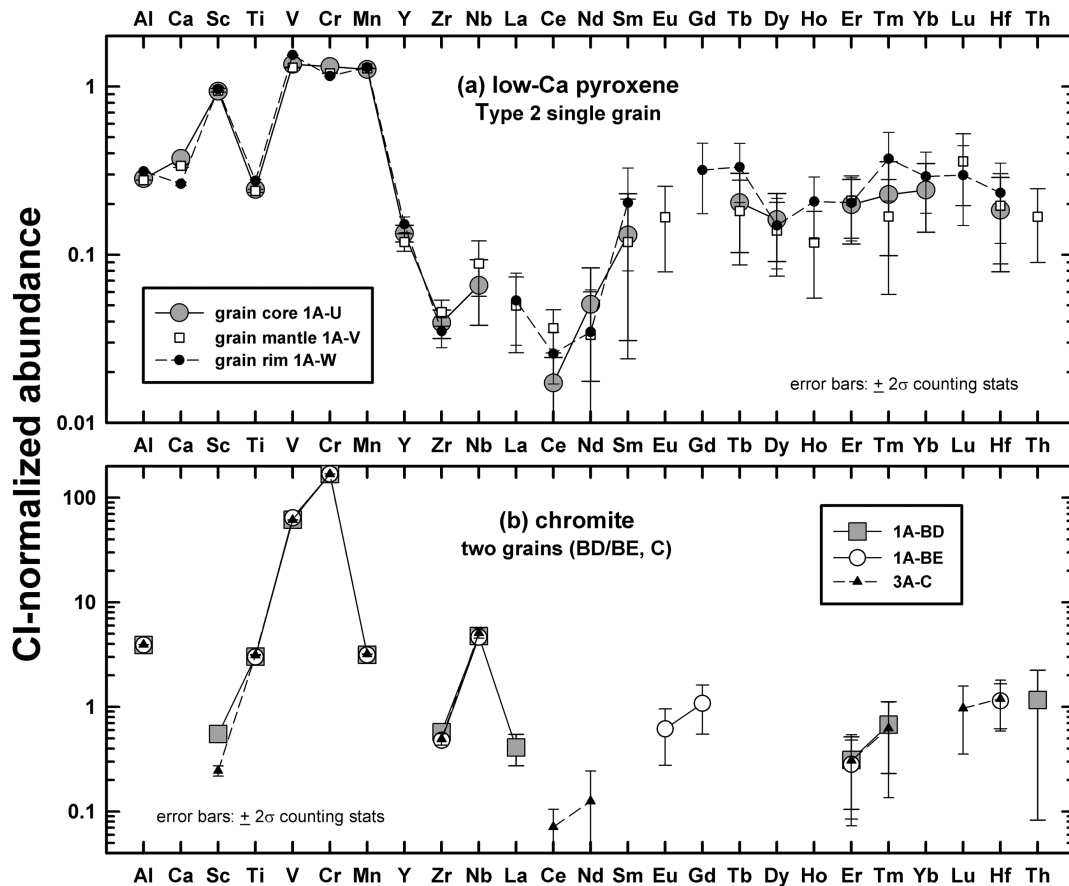 Al Ca Sc Ti V Cr Mn Y Zr Nb La Ce Nd Sm Eu Gd Tb Dy Ho Er Tm Yb Lu Hf Th
CI-normalized abundance
1
0.1
0.01
(a) low-Ca pyroxene
Type 2 single grain
grain core 1A-U
grain mantle 1A-V
grain rim 1A-W
error bars: ± 2σ counting stats
Al Ca Sc Ti V Cr Mn Y Zr Nb La Ce Nd Sm Eu Gd Tb Dy Ho Er Tm Yb Lu Hf Th
100
10
1
0.1
(b) chromite
two grains (BD/BE, C)
1A-BD
1A-BE
3A-C
error bars: ± 2σ counting stats
Al Ca Sc Ti V Cr Mn Y Zr Nb La Ce Nd Sm Eu Gd Tb Dy Ho Er Tm Yb Lu Hf Th